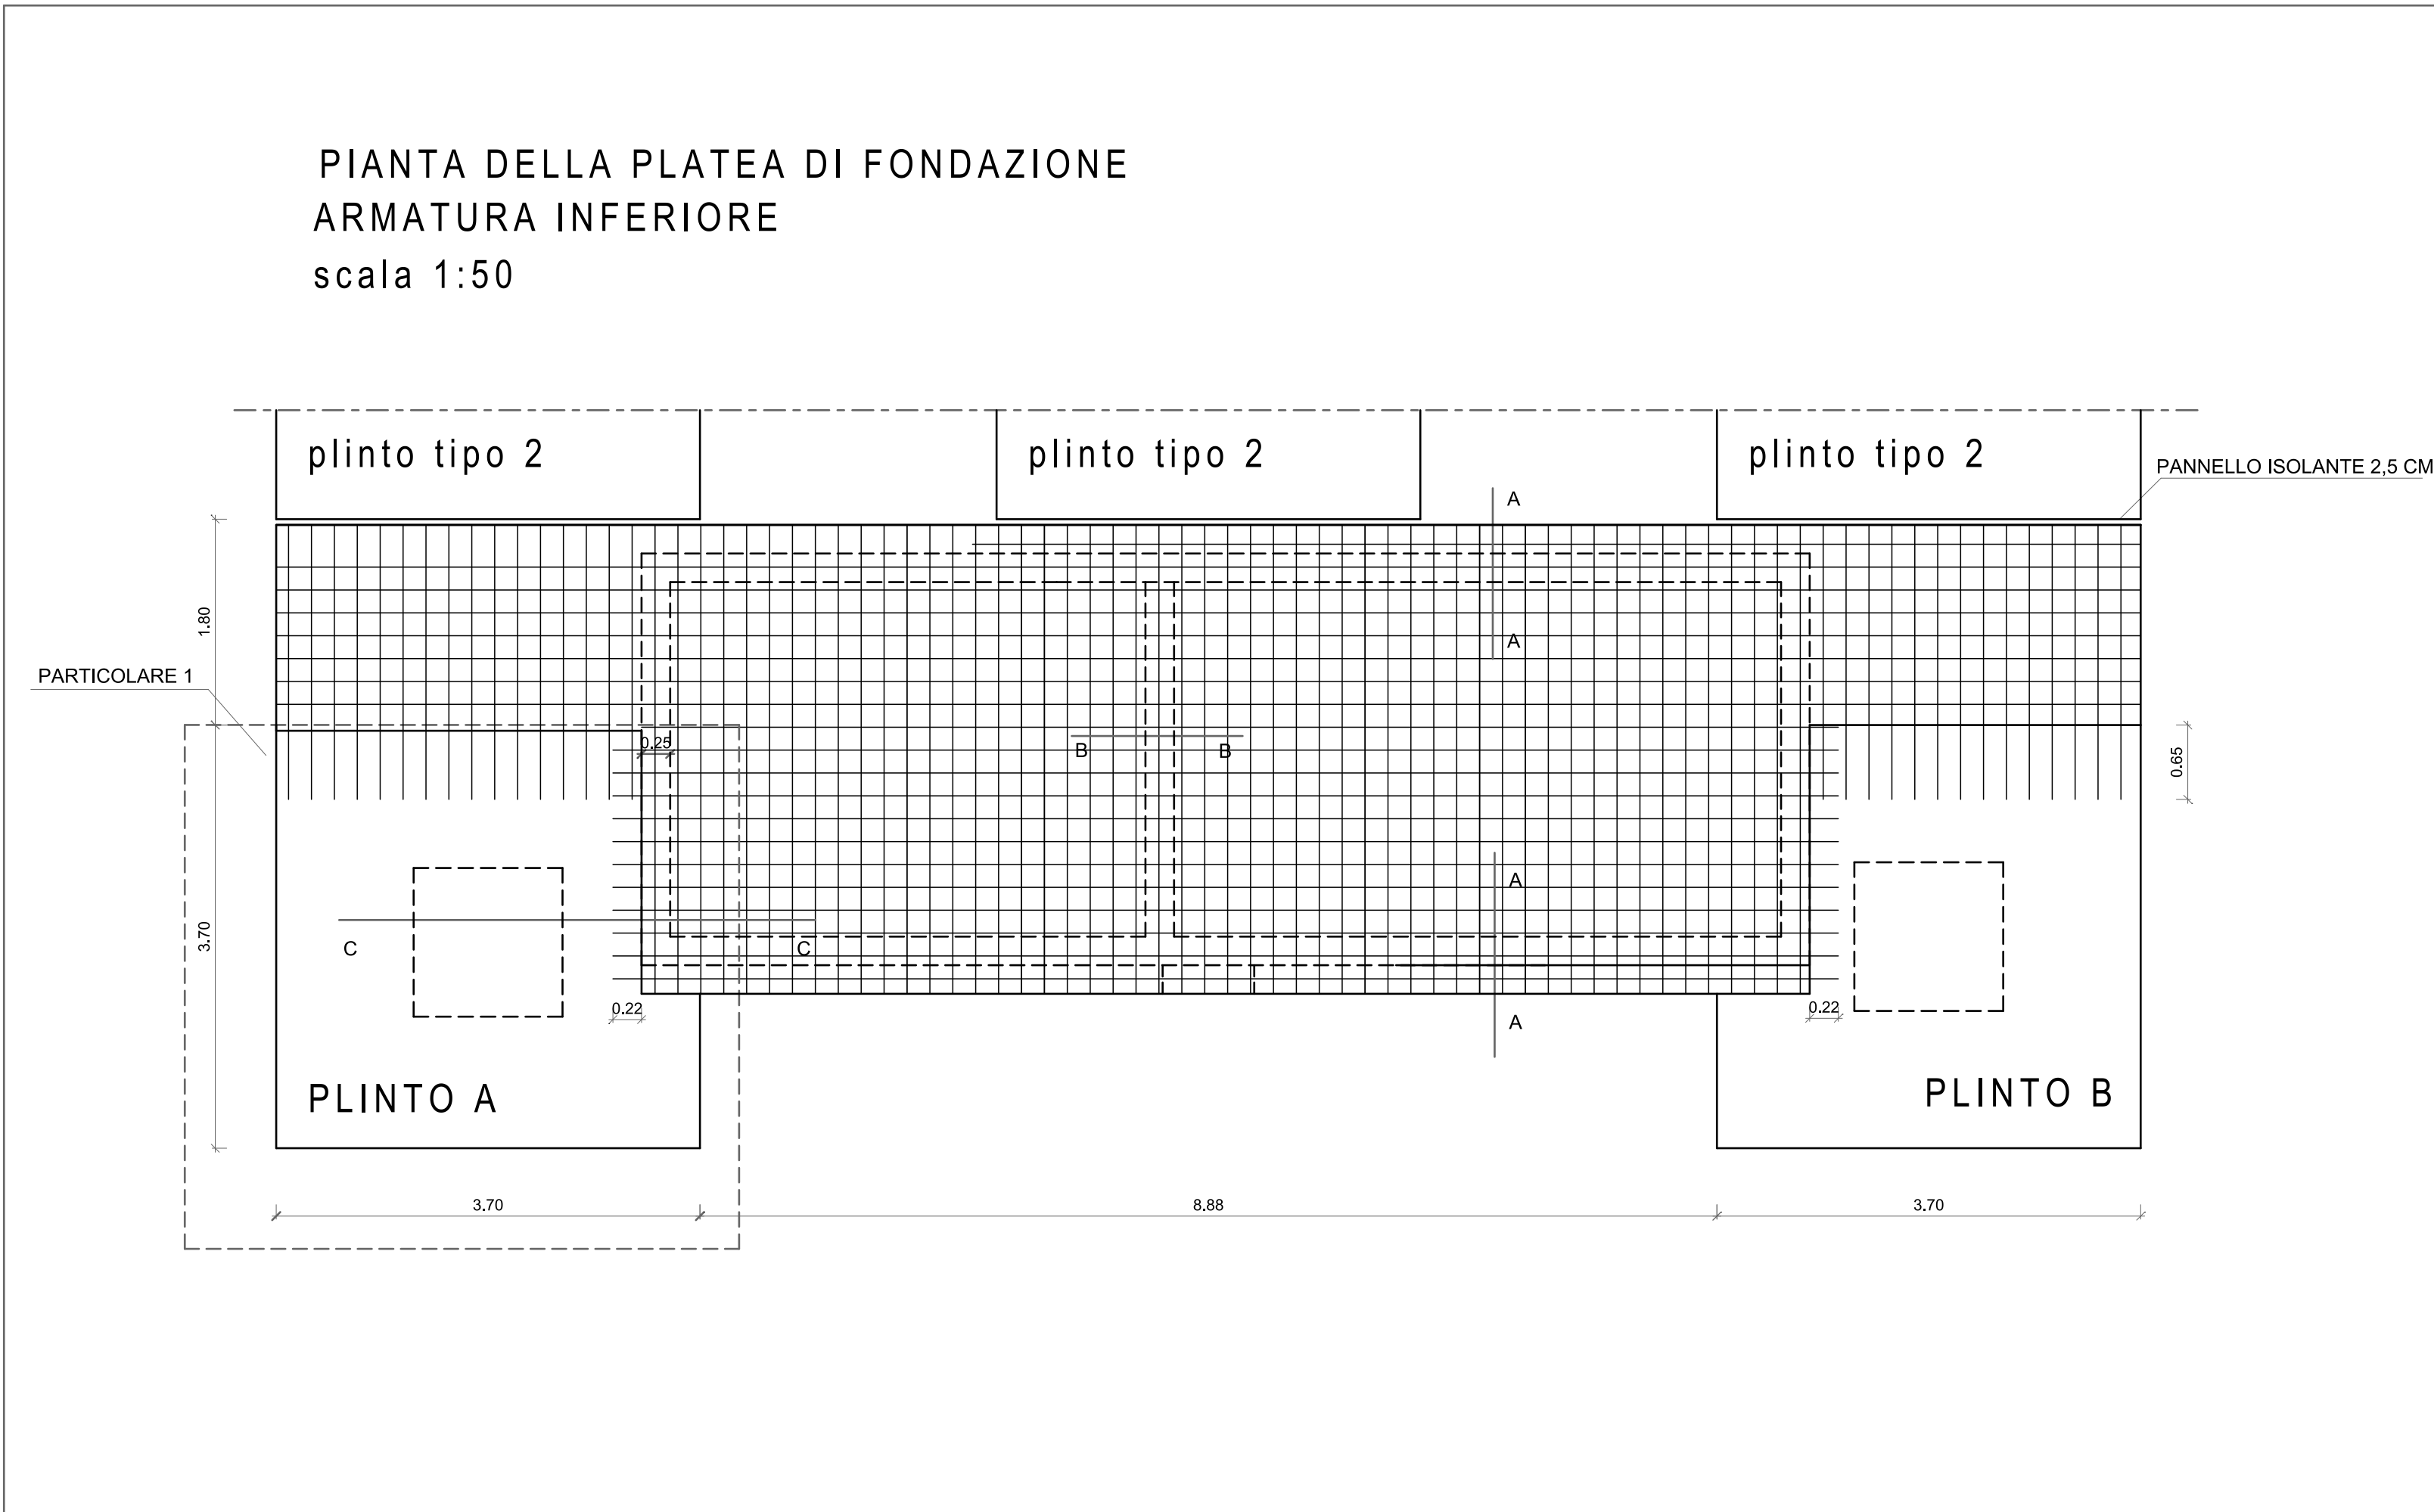 PIANTA DELLA PLATEA DI FONDAZIONE
ARMATURA INFERIORE
scala 1:50
plinto tipo 2
plinto tipo 2
plinto tipo 2
PANNELLO ISOLANTE 2,5 CM
A
A
1.80
PARTICOLARE 1
0.25
B
B
0.65
A
3.70
C
C
0.22
0.22
A
PLINTO A
PLINTO B
3.70
8.88
3.70